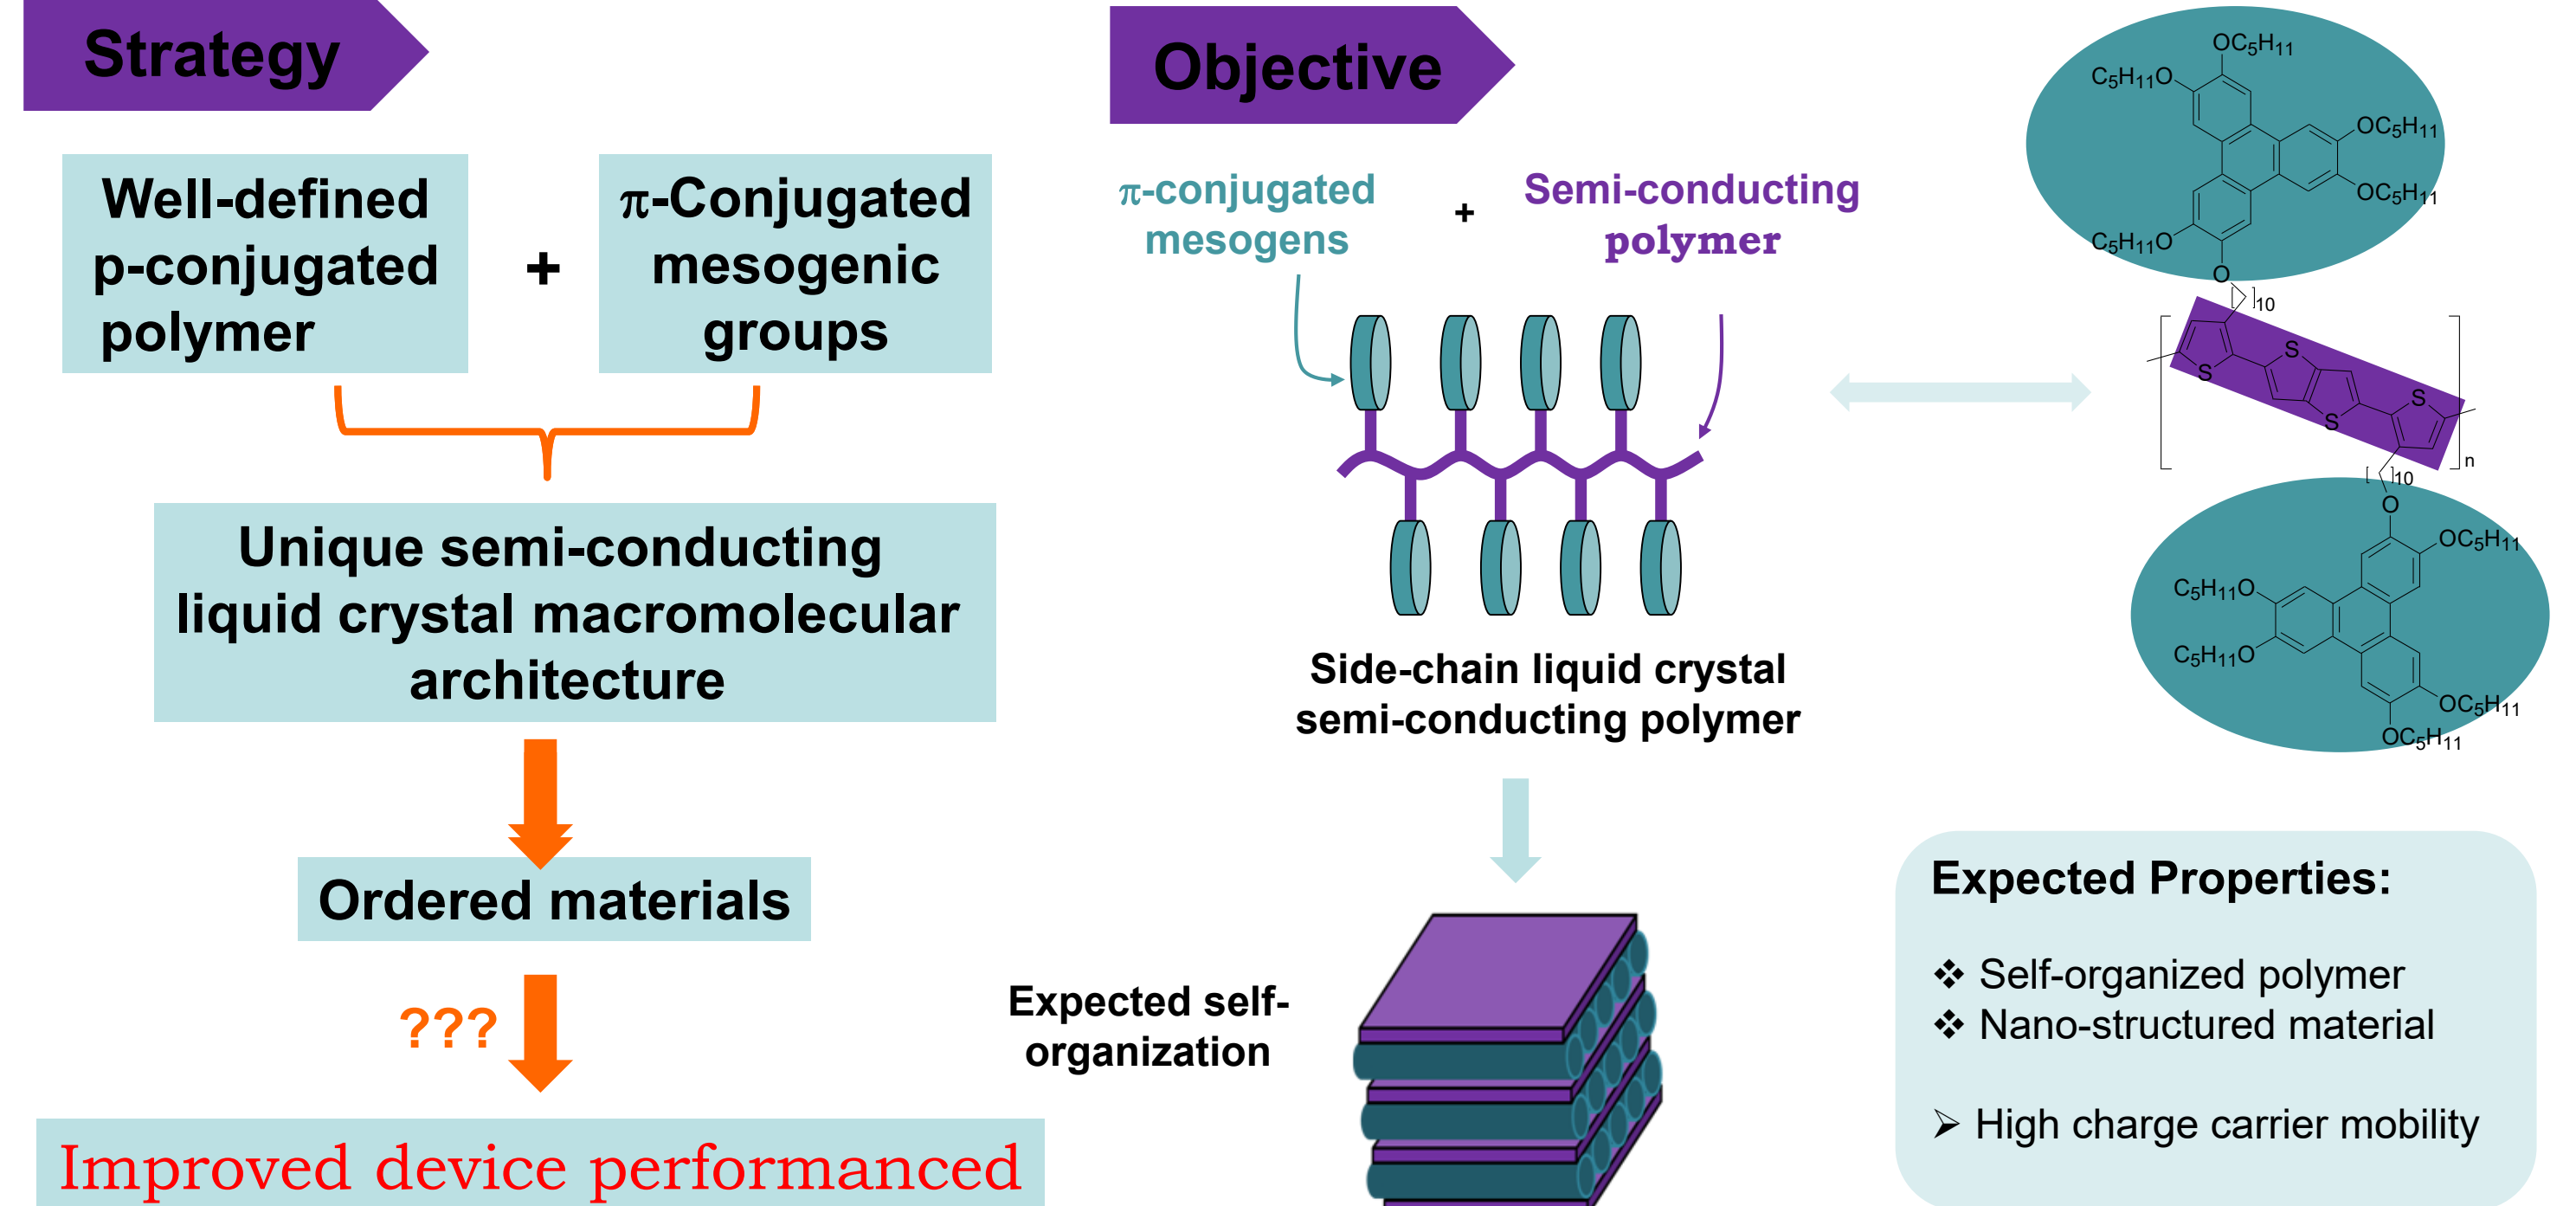 Strategy
Well-defined
p-conjugated
polymer
+
π-Conjugated
mesogenic
groups
Unique semi-conducting
liquid crystal macromolecular
architecture
Ordered materials
???
Improved device performanced
Objective
π-conjugated
mesogens
+
Semi-conducting
polymer
Side-chain liquid crystal
semi-conducting polymer
Expected self-
organization
OC5H11
C5H11O
OC5H11
OC5H11
C5H11O
O
10
S
S
S
S
n
10
O
OC5H11
C5H11O
C5H11O
OC5H11
OC5H11
Expected Properties:
❖ Self-organized polymer
❖ Nano-structured material
➢ High charge carrier mobility